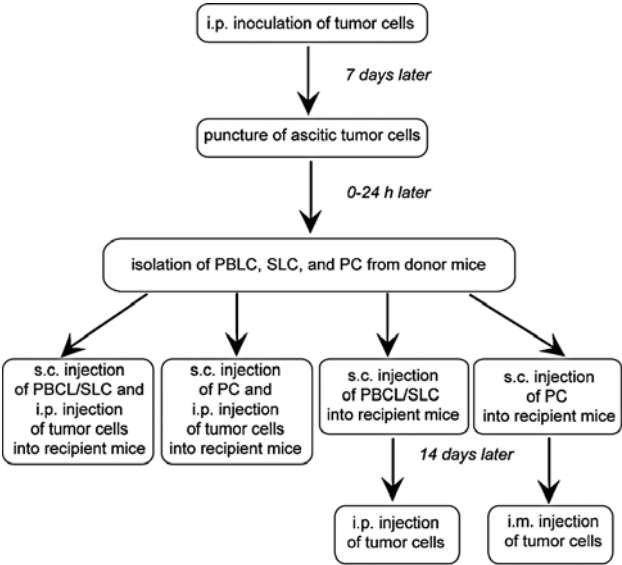 i.p. inoculation of tumor cells
7 days later
puncture of ascitic tumor cells
0-24 h later
isolation of PBLC, SLC, and PC from donor mice
s.c. injection
of PBCL/SLC and
i.p. injection
of tumor cells
into recipient mice
s.c. injection
of PC and
i.p. injection
of tumor cells
into recipient mice
s.c. injection
of PBCL/SLC
into recipient mice
s.c. injection
of PC
into recipient mice
14 days later
i.p. injection
of tumor cells
i.m. injection
of tumor cells